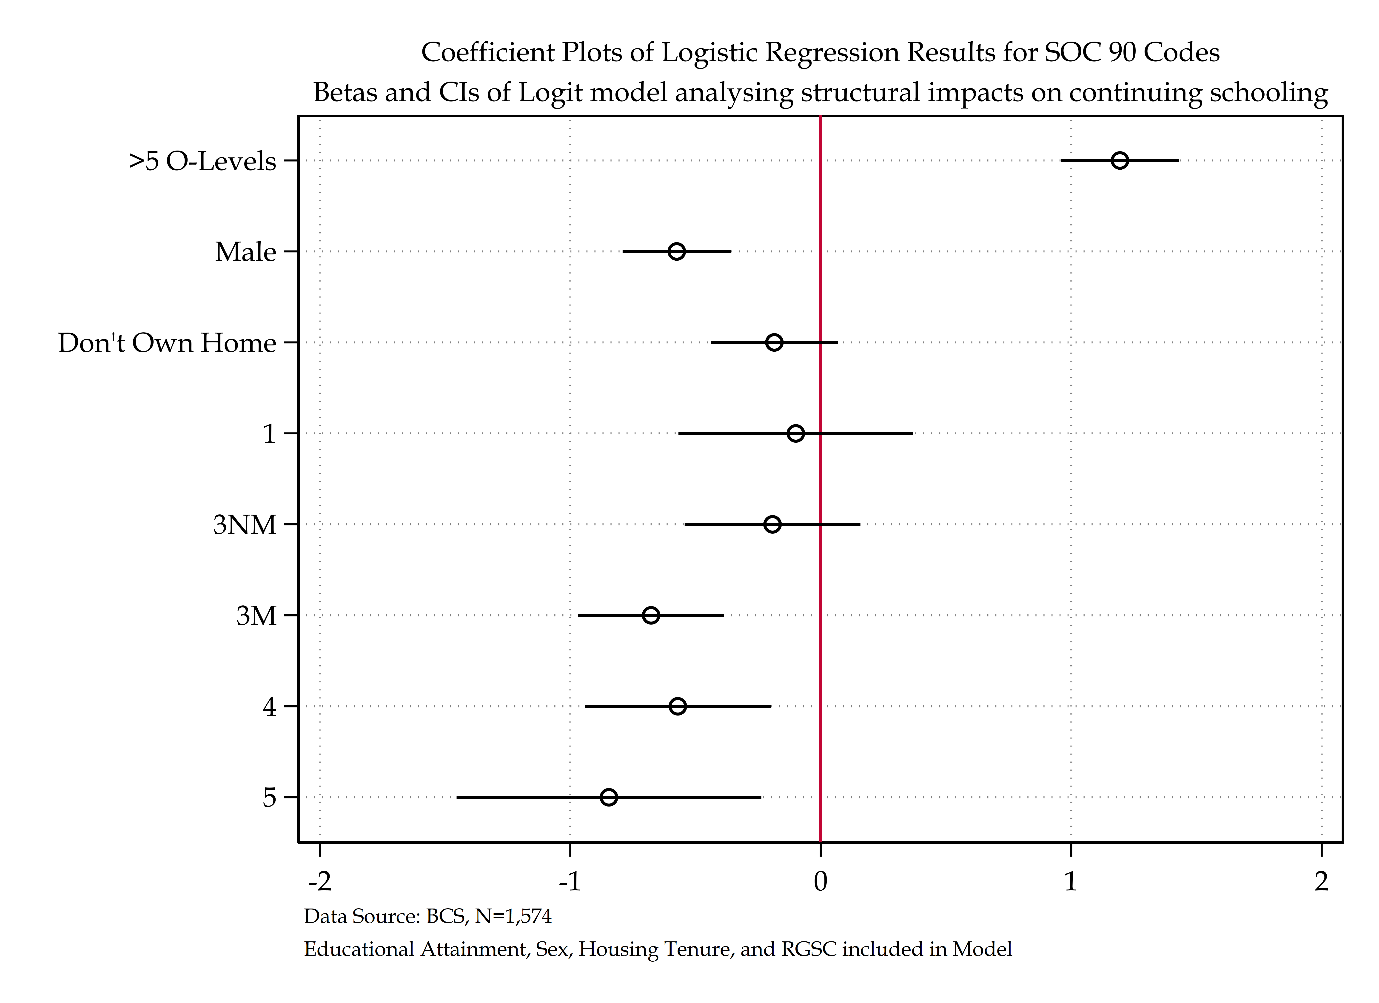 Coefficient Plots of Logistic Regression Results for SOC 90 Codes
Betas and CIs of Logit model analysing structural impacts on continuing schooling
>5 O-Levels
Male
Don't Own Home
1
3NM
3M
4
5
-2 -1 0 1 2
Data Source: BCS, N=1,574
Educational Attainment, Sex, Housing Tenure, and RGSC included in Model